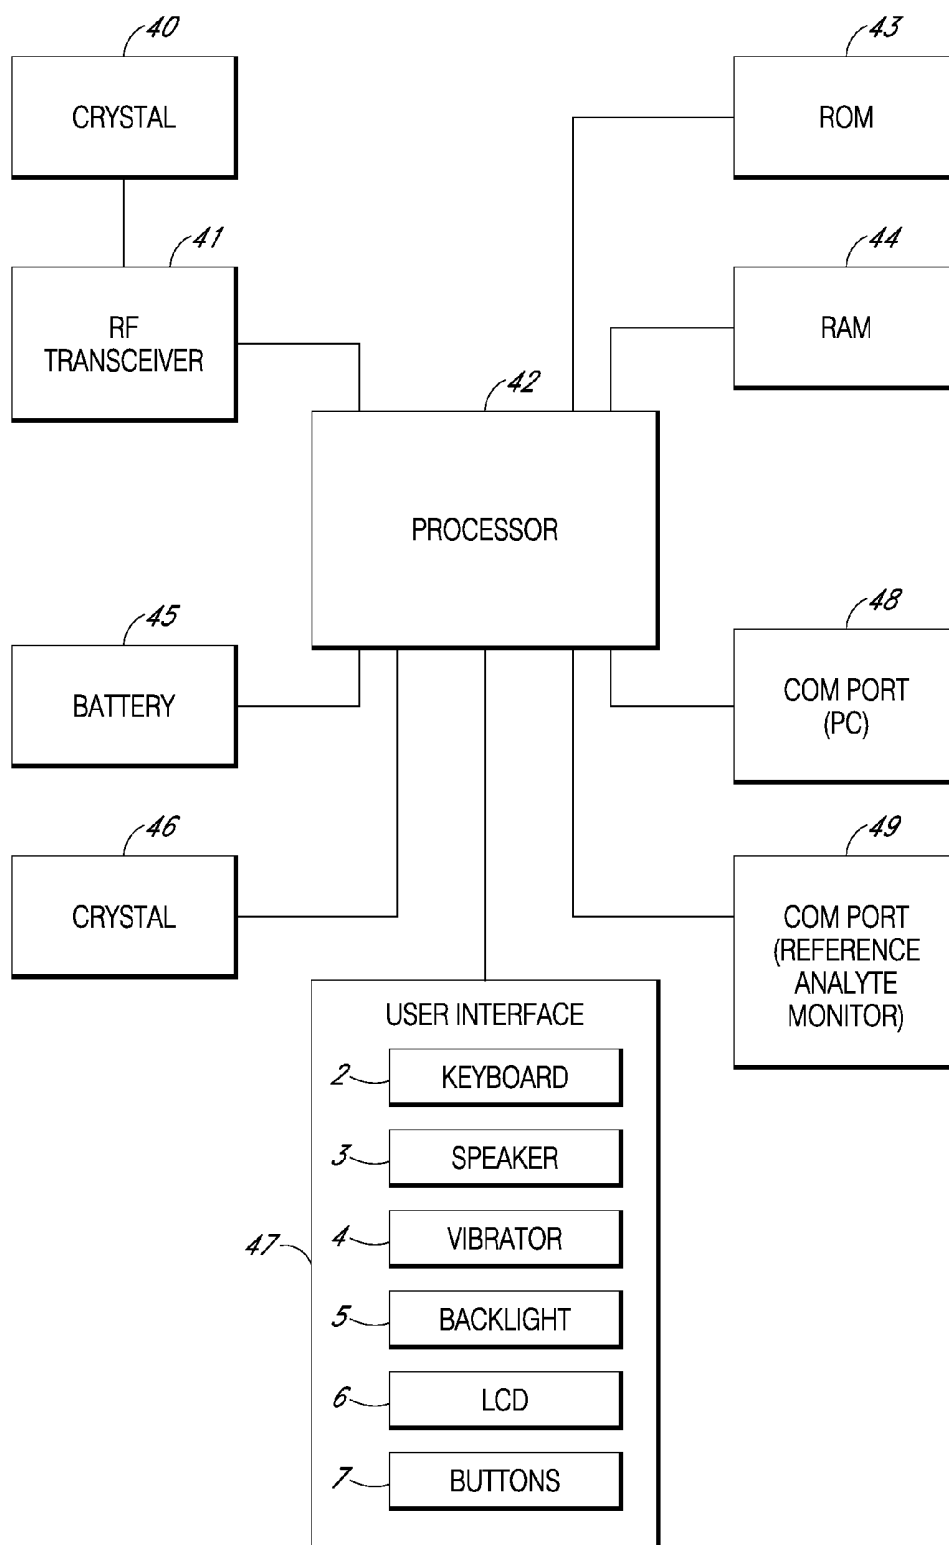 40
CRYSTAL
43
ROM
41
RF
TRANSCEIVER
44
RAM
42
PROCESSOR
45
BATTERY
48
COM PORT
(PC)
46
CRYSTAL
49
COM PORT
(REFERENCE
ANALYTE
MONITOR)
47
USER INTERFACE
2
KEYBOARD
3
SPEAKER
4
VIBRATOR
5
BACKLIGHT
6
LCD
7
BUTTONS